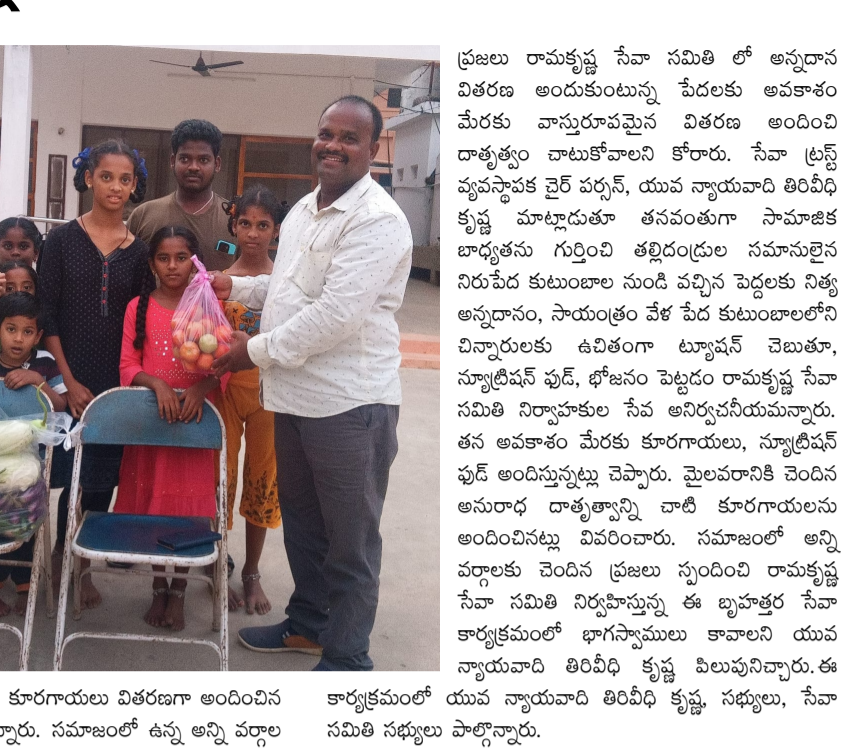 కూరగాయలు వితరణగా అందించిన
న్నారు. సమాజంలో ఉన్న అన్ని వర్గాల
ప్రజలు రామకృష్ణ సేవా సమితి లో అన్నదాన
వితరణ అందుకుంటున్న పేదలకు అవకాశం
మేరకు వాస్తురూపమైన వితరణ అందించి
దాతృత్వం చాటుకోవాలని కోరారు. సేవా ట్రస్ట్
వ్యవస్థాపక చైర్ పర్సన్, యువ న్యాయవాది తిరివీధి
కృష్ణ మాట్లాడుతూ తనవంతుగా సామాజిక
బాధ్యతను గుర్తించి తల్లిదండ్రుల సమానులైన
నిరుపేద కుటుంబాల నుండి వచ్చిన పెద్దలకు నిత్య
అన్నదానం, సాయంత్రం వేళ పేద కుటుంబాలలోని
చిన్నారులకు ఉచితంగా ట్యూషన్ చెబుతూ,
న్యూట్రిషన్ ఫుడ్, భోజనం పెట్టడం రామకృష్ణ సేవా
సమితి నిర్వాహకుల సేవ అనిర్వచనీయమన్నారు.
తన అవకాశం మేరకు కూరగాయలు, న్యూట్రిషన్
ఫుడ్ అందిస్తున్నట్లు చెప్పారు. మైలవరానికి చెందిన
అనురాధ దాతృత్వాన్ని చాటి కూరగాయలను
అందించినట్లు వివరించారు. సమాజంలో అన్ని
వర్గాలకు చెందిన ప్రజలు స్పందించి రామకృష్ణ
సేవా సమితి నిర్వహిస్తున్న ఈ బృహత్తర సేవా
కార్యక్రమంలో భాగస్వాములు కావాలని యువ
న్యాయవాది తిరివీధి కృష్ణ పిలుపునిచ్చారు.ఈ
కార్యక్రమంలో యువ న్యాయవాది తిరివీధి కృష్ణ, సభ్యులు, సేవా
సమితి సభ్యులు పాల్గొన్నారు.